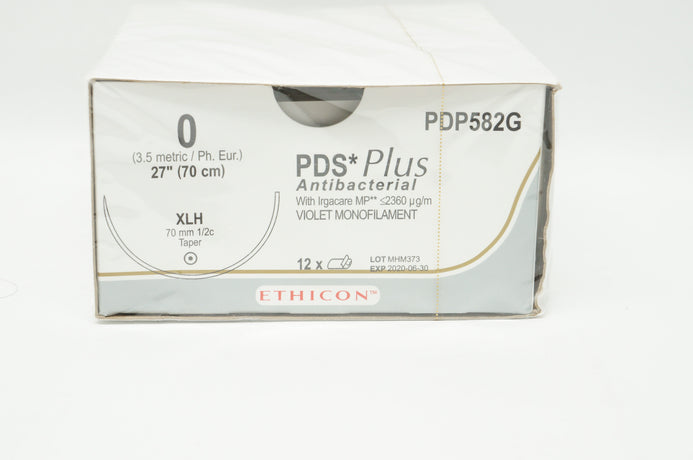 0
(3.5 metric / Ph. Eur.)
27" (70 cm)
XLH
70 mm 1/2c
Taper
PDP582G
PDS* Plus
Antibacterial
With Irgacare MP** ≤2360 µg/m
VIOLET MONOFILAMENT
12 x
LOT MHM373
EXP 2020-06-30
ETHICON™